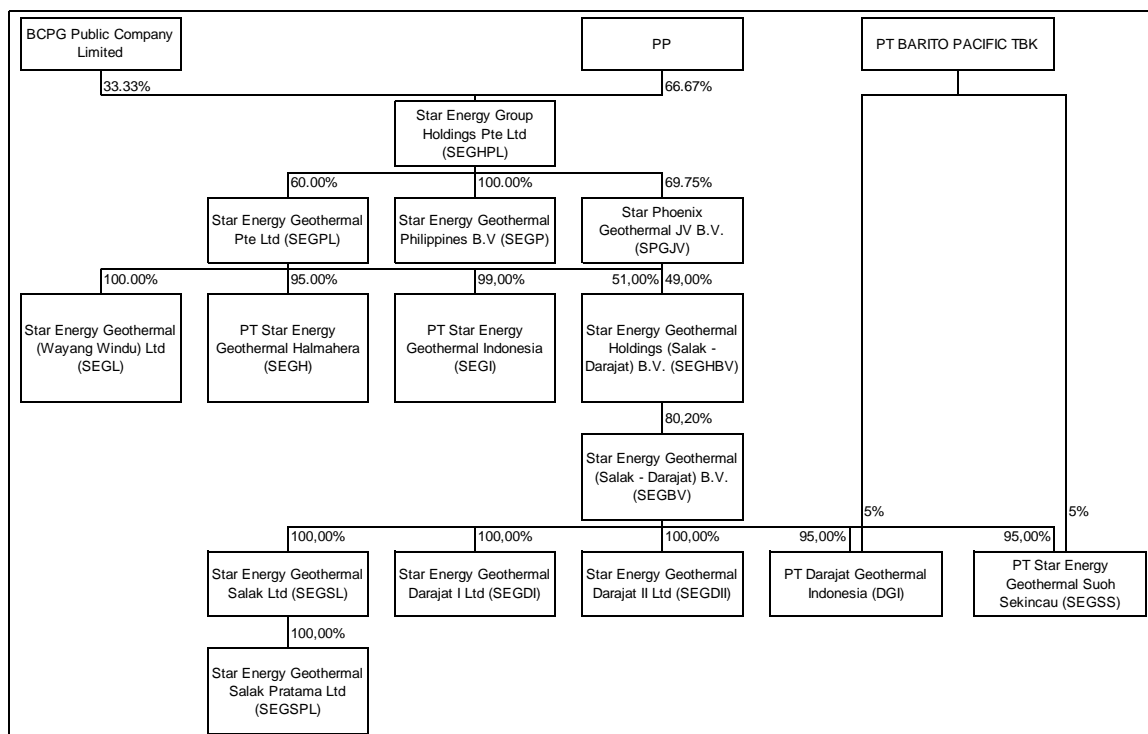 BCPG Public Company
Limited
PP
PT BARITO PACIFIC TBK
33.33%
66.67%
Star Energy Group
Holdings Pte Ltd
(SEGHPL)
60.00%
100.00%
69.75%
Star Energy Geothermal
Pte Ltd (SEGPL)
Star Energy Geothermal
Philippines B.V (SEGP)
Star Phoenix
Geothermal JV B.V.
(SPGJV)
100.00%
95.00%
99,00%
51,00%
49,00%
Star Energy Geothermal
(Wayang Windu) Ltd
(SEGL)
PT Star Energy
Geothermal Halmahera
(SEGH)
PT Star Energy
Geothermal Indonesia
(SEGI)
Star Energy Geothermal
Holdings (Salak -
Darajat) B.V. (SEGHBV)
80,20%
Star Energy Geothermal
(Salak - Darajat) B.V.
(SEGBV)
5%
5%
100,00%
100,00%
100,00%
95,00%
95,00%
Star Energy Geothermal
Salak Ltd (SEGSL)
Star Energy Geothermal
Darajat I Ltd (SEGDI)
Star Energy Geothermal
Darajat II Ltd (SEGDII)
PT Darajat Geothermal
Indonesia (DGI)
PT Star Energy
Geothermal Suoh
Sekincau (SEGSS)
100,00%
Star Energy Geothermal
Salak Pratama Ltd
(SEGSPL)